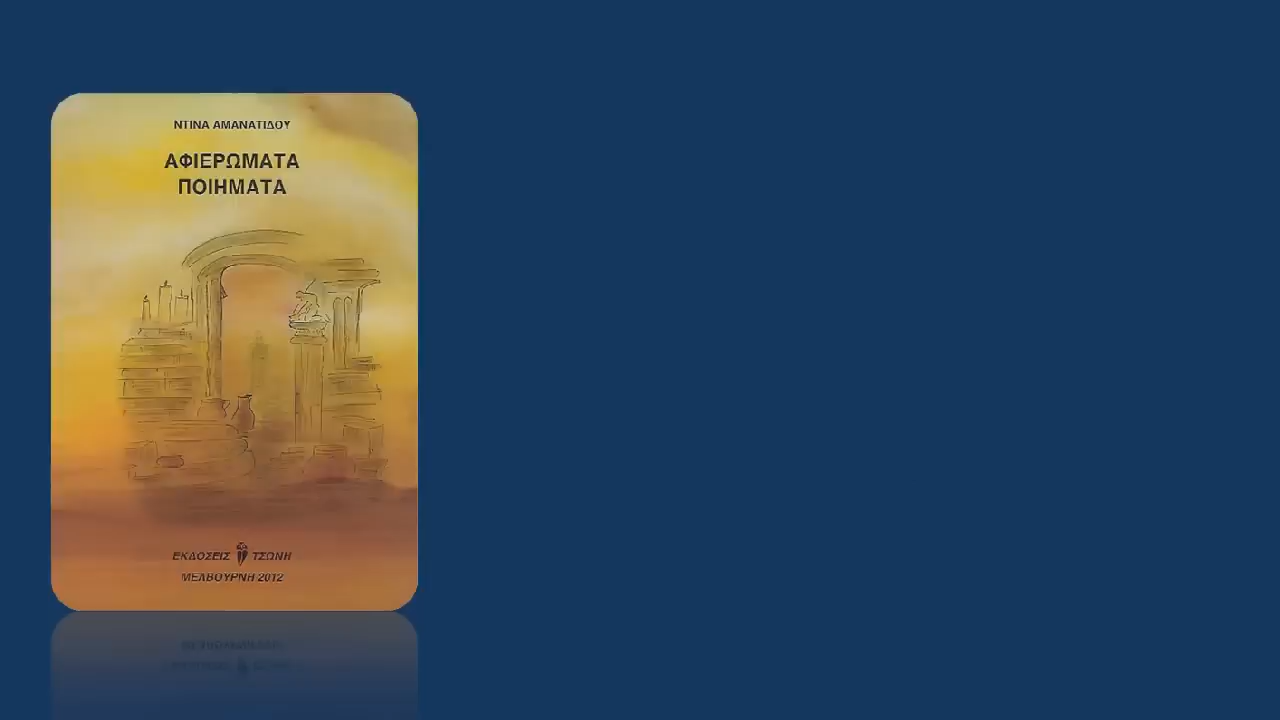 ΝΤΙΝΑ ΑΜΑΝΑΤΙΔΟΥ
ΑΦΙΕΡΩΜΑΤΑ
ΠΟΙΗΜΑΤΑ
ΕΚΔΟΣΕΙΣ ΤΣΩΝΗ
ΜΕΛΒΟΥΡΝΗ 2012